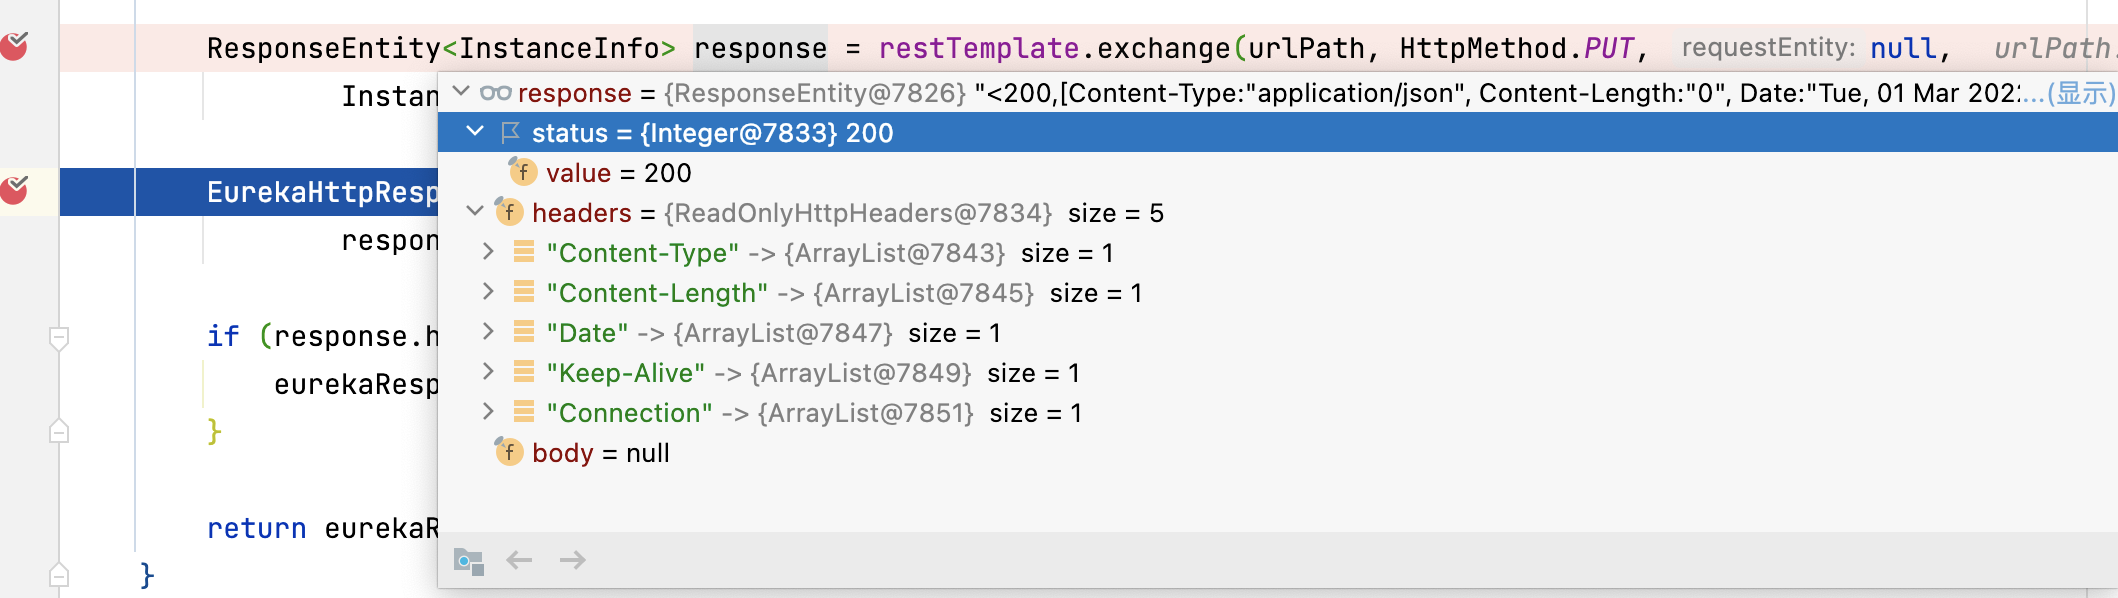 ResponseEntity<InstanceInfo> response = restTemplate.exchange(urlPath, HttpMethod.PUT, requestEntity: null, urlPath.
Instan
response = {ResponseEntity@7826} "<200,[Content-Type:"application/json", Content-Length:"0", Date:"Tue, 01 Mar 202...(显示)
status = {Integer@7833} 200
value = 200
EurekaHttpResp
headers = {ReadOnlyHttpHeaders@7834} size = 5
respon
"Content-Type" -> {ArrayList@7843} size = 1
"Content-Length" -> {ArrayList@7845} size = 1
if (response.h
"Date" -> {ArrayList@7847} size = 1
eurekaResp
"Keep-Alive" -> {ArrayList@7849} size = 1
}
"Connection" -> {ArrayList@7851} size = 1
body = null
return eurekaR
}